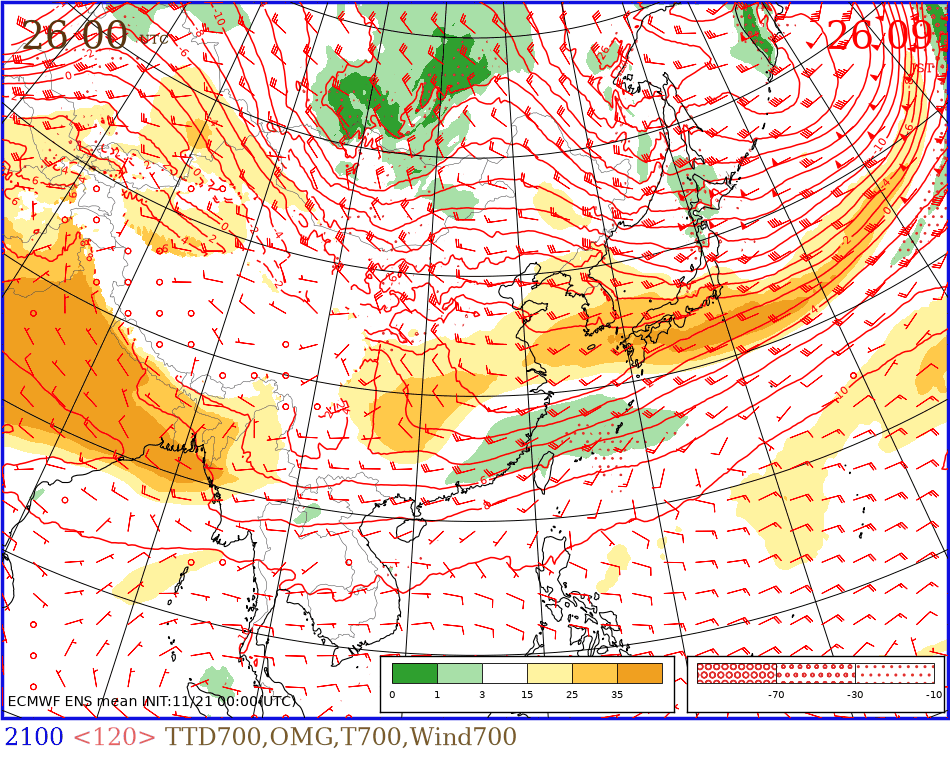 26.00 UTC
26.09
JST
0 1 3 15 25 35
-70 -30 -10
ECMWF ENS mean INIT:11/21 00:00(UTC)
2100 <120> TTD700,OMG,T700,Wind700